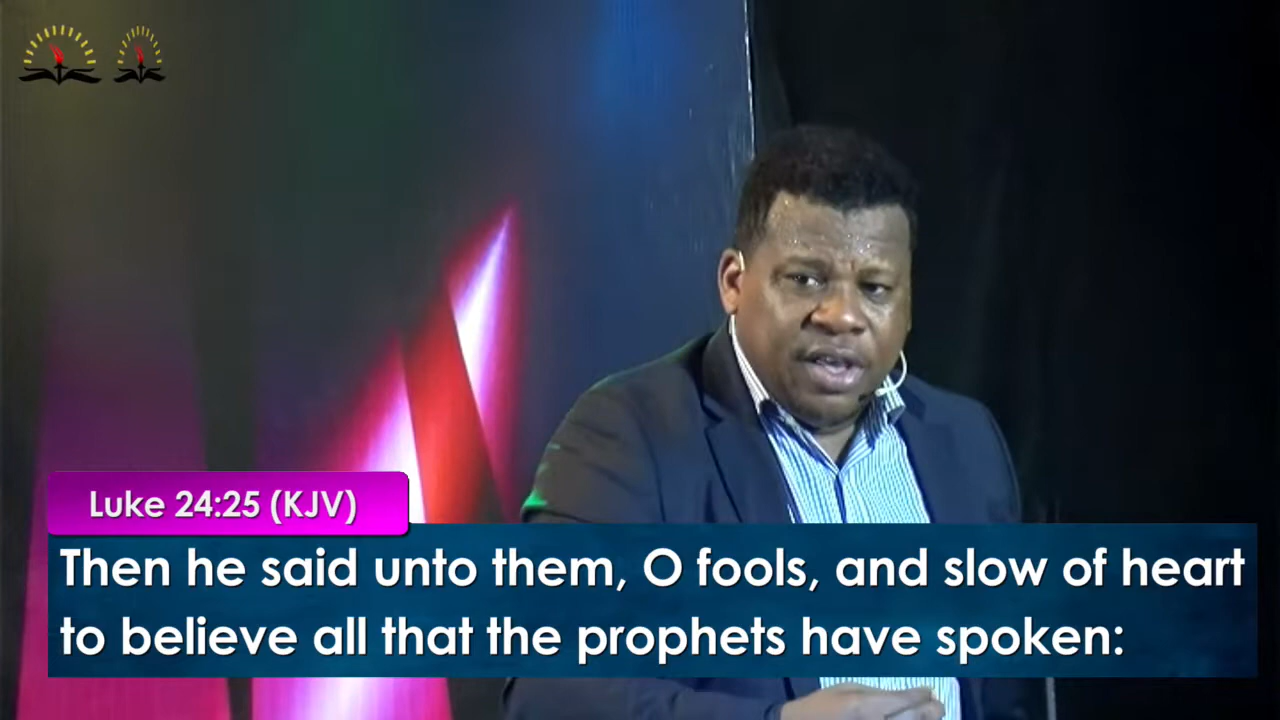 Luke 24:25 (KJV)
Then he said unto them, O fools, and slow of heart
to believe all that the prophets have spoken: